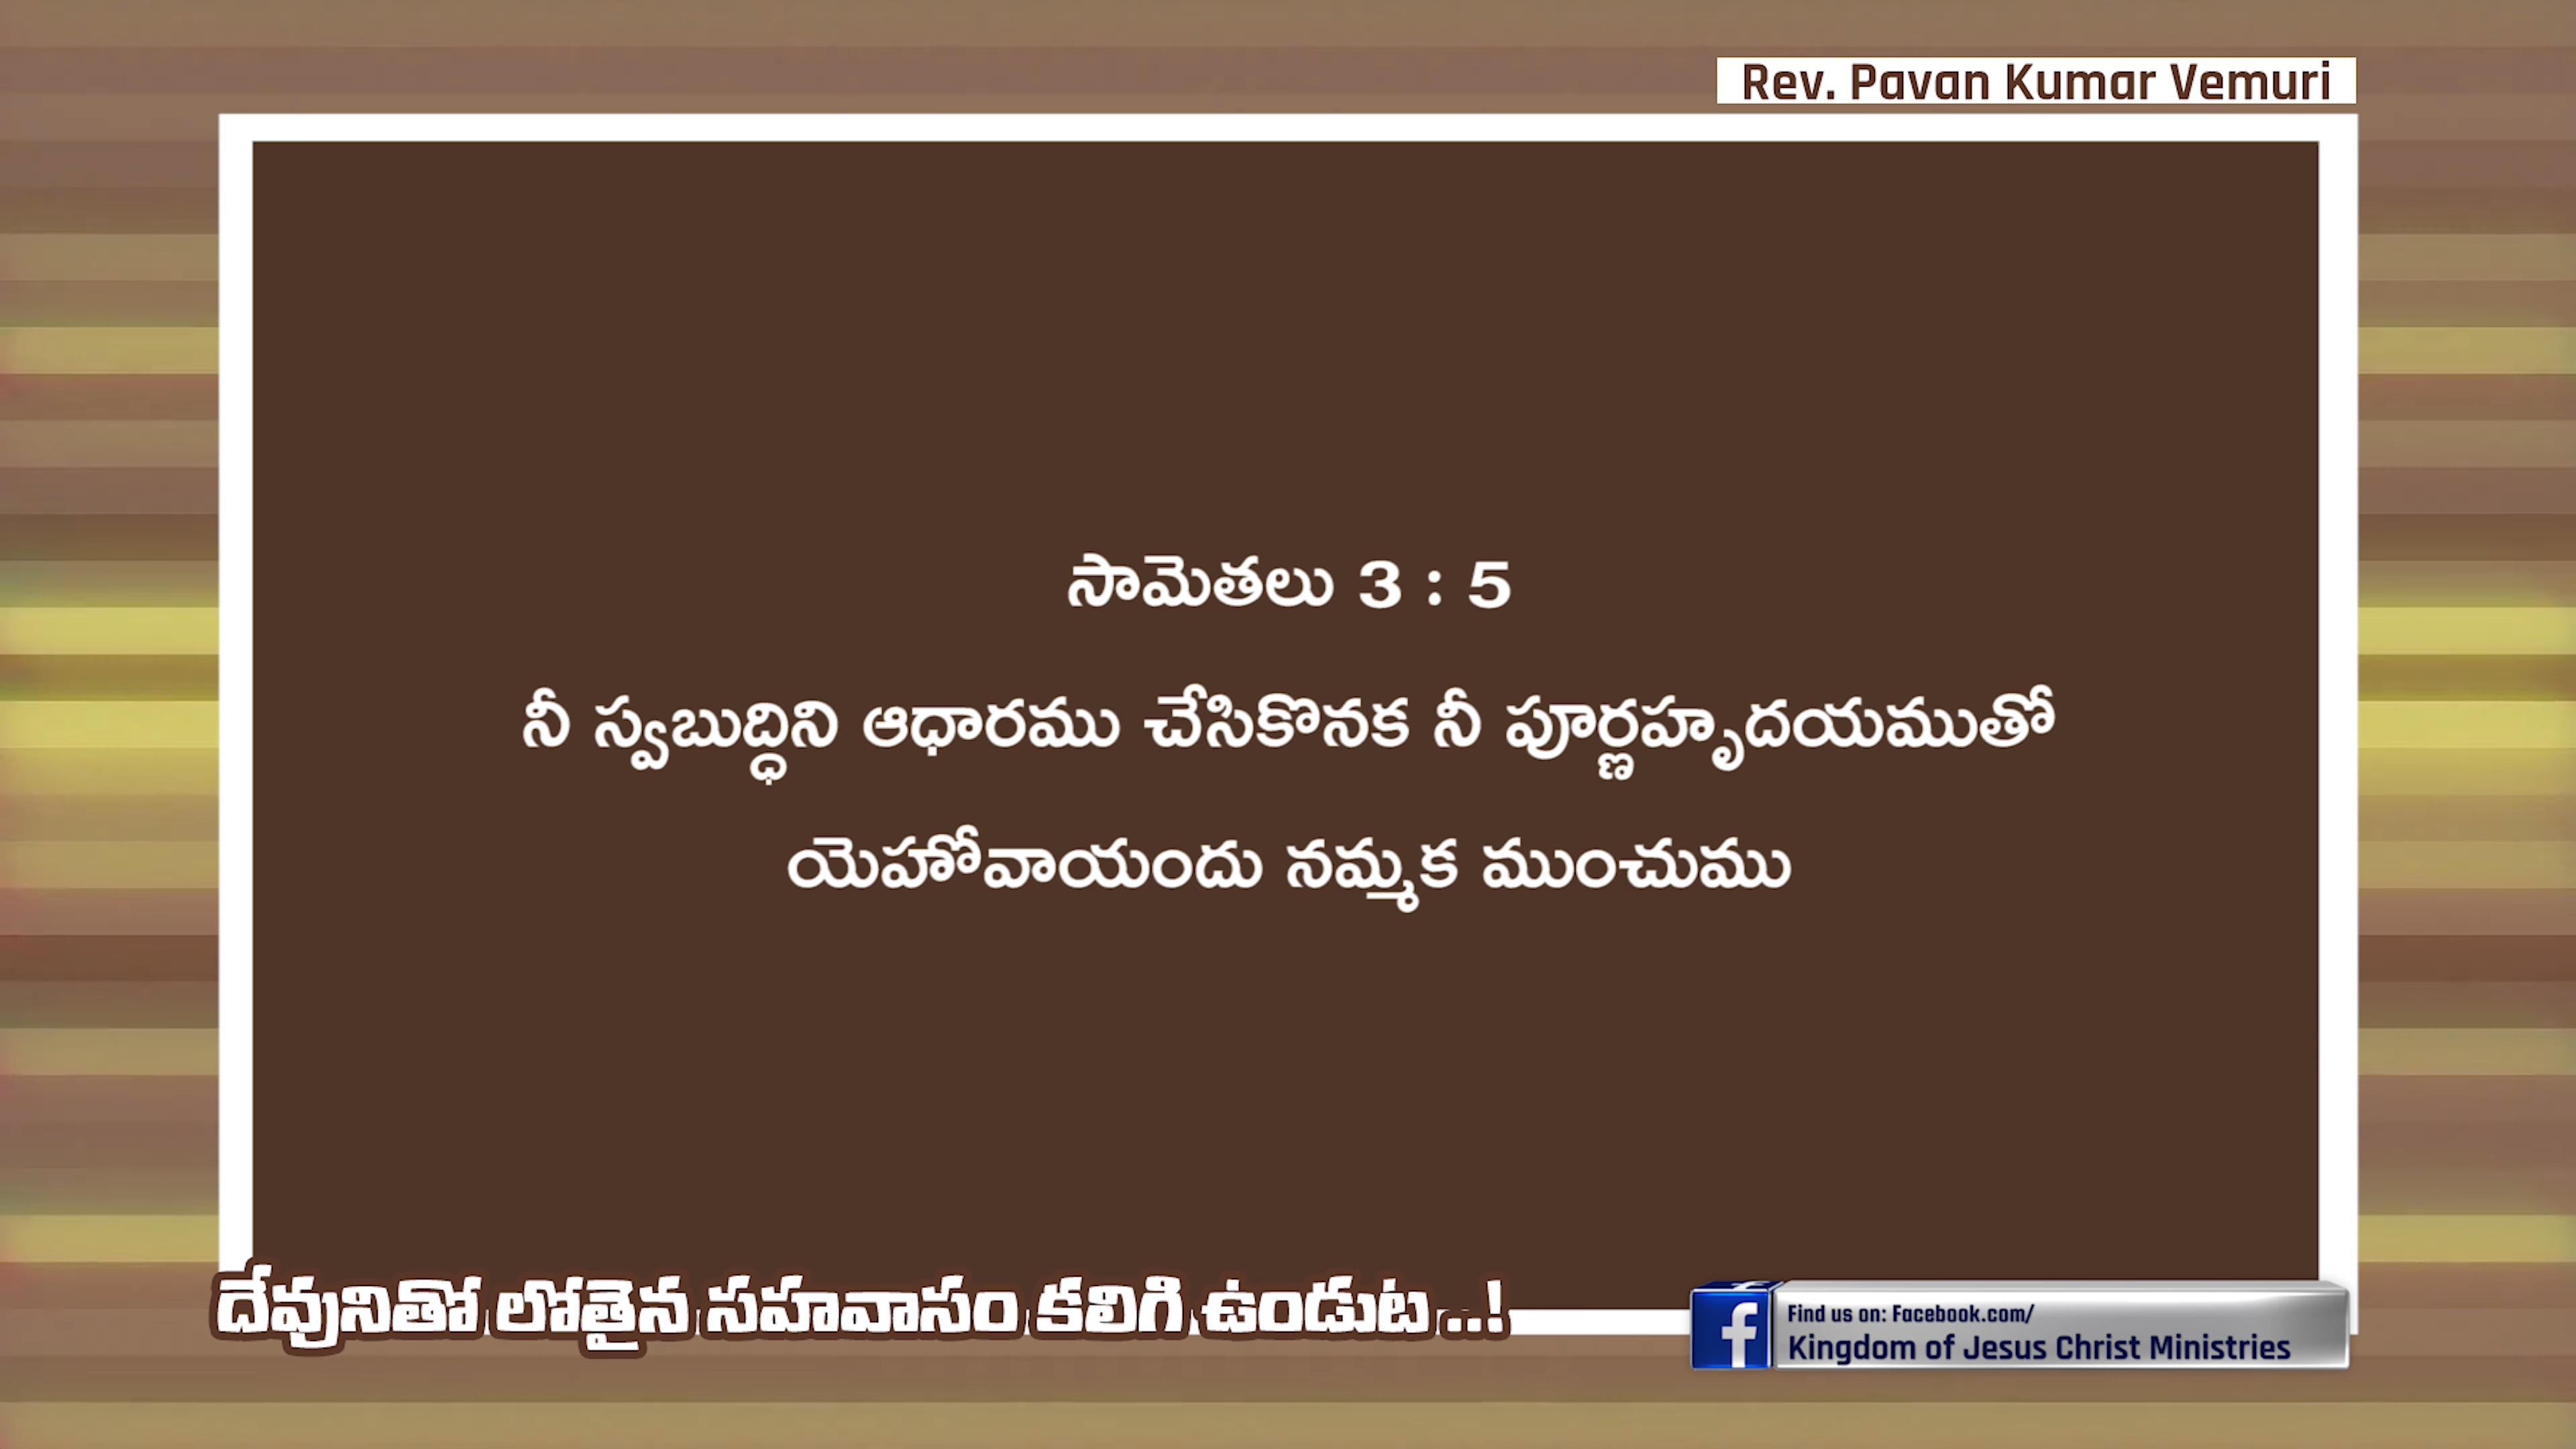 Rev. Pavan Kumar Vemuri
సామెతలు 3 : 5
నీ స్వబుద్ధిని ఆధారము చేసికొనక నీ పూర్ణహృదయముతో
యెహోవాయందు నమ్మక ముంచుము
దేవునితో లోతైన సహవాసం కలిగి ఉండుట ..!
Find us on: Facebook.com/
Kingdom of Jesus Christ Ministries